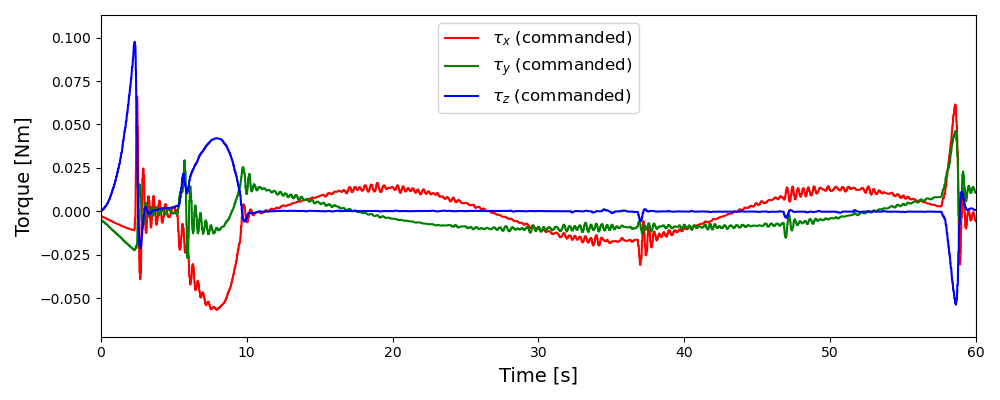 0.100
0.075
0.050
0.025
0.000
−0.025
−0.050
Torque [Nm]
τx (commanded)
τy (commanded)
τz (commanded)
0 10 20 30 40 50 60
Time [s]